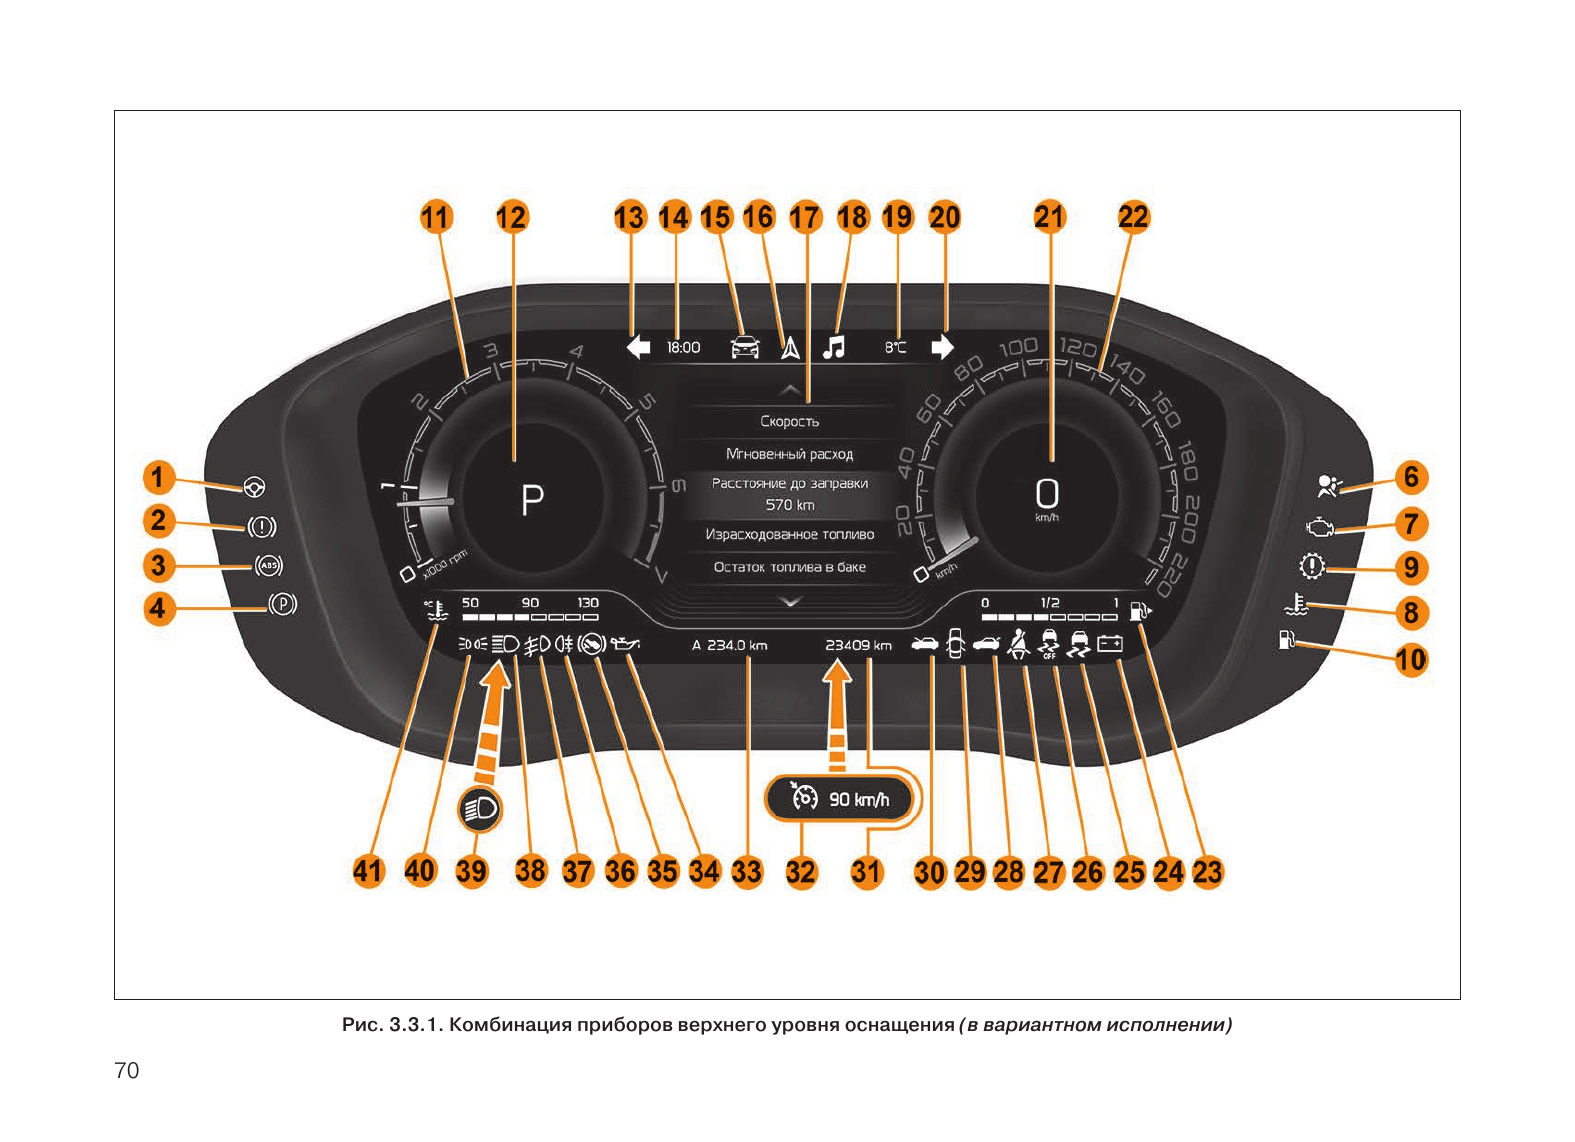 11 12 13 14 15 16 17 18 19 20 21 22
18:00 8°C
3 4 100 120
2 5 80 140
60 160
Скорость
1 Мгновенный расход 40 180 6
Расстояние до заправки
2 1 6 570 km 20 200 7
P 0
km/h
ABS
3 Израсходованное топливо 9
0 x1000 rpm 7 Остаток топлива в баке 0 km/h 220
4 P 8
°C 50 90 130 0 1/2 1
A 234.0 km 23409 km OFF - +
10
90 km/h
41 40 39 38 37 36 35 34 33 32 31 30 29 28 27 26 25 24 23
Рис. 3.3.1. Комбинация приборов верхнего уровня оснащения (в вариантном исполнении)
70